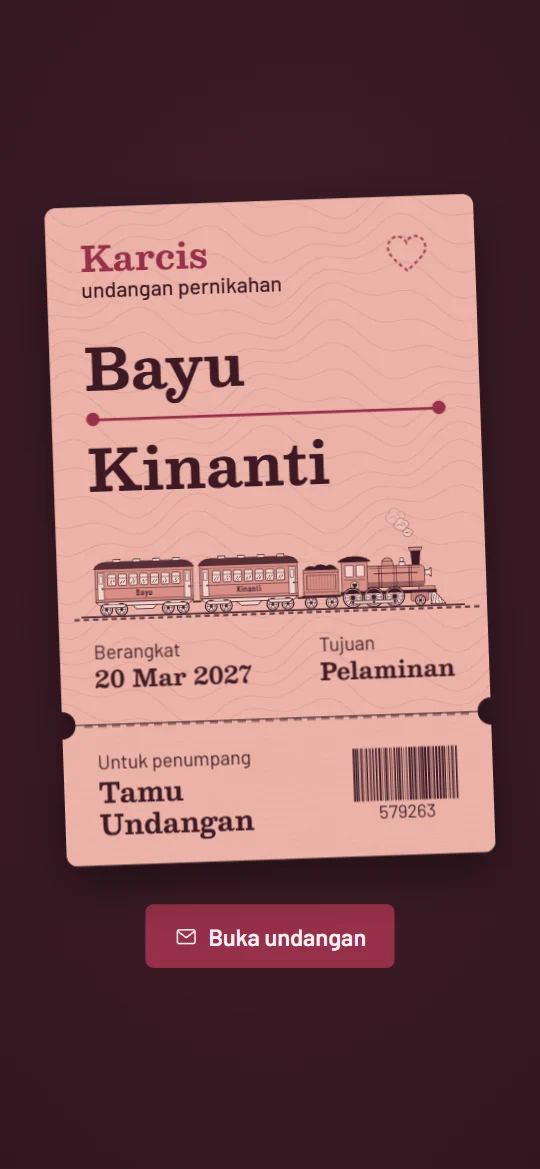 Karcis
undangan pernikahan
Bayu
Kinanti
Bayu
Kinanti
Berangkat
20 Mar 2027
Tujuan
Pelaminan
Untuk penumpang
Tamu
Undangan
579263
Buka undangan